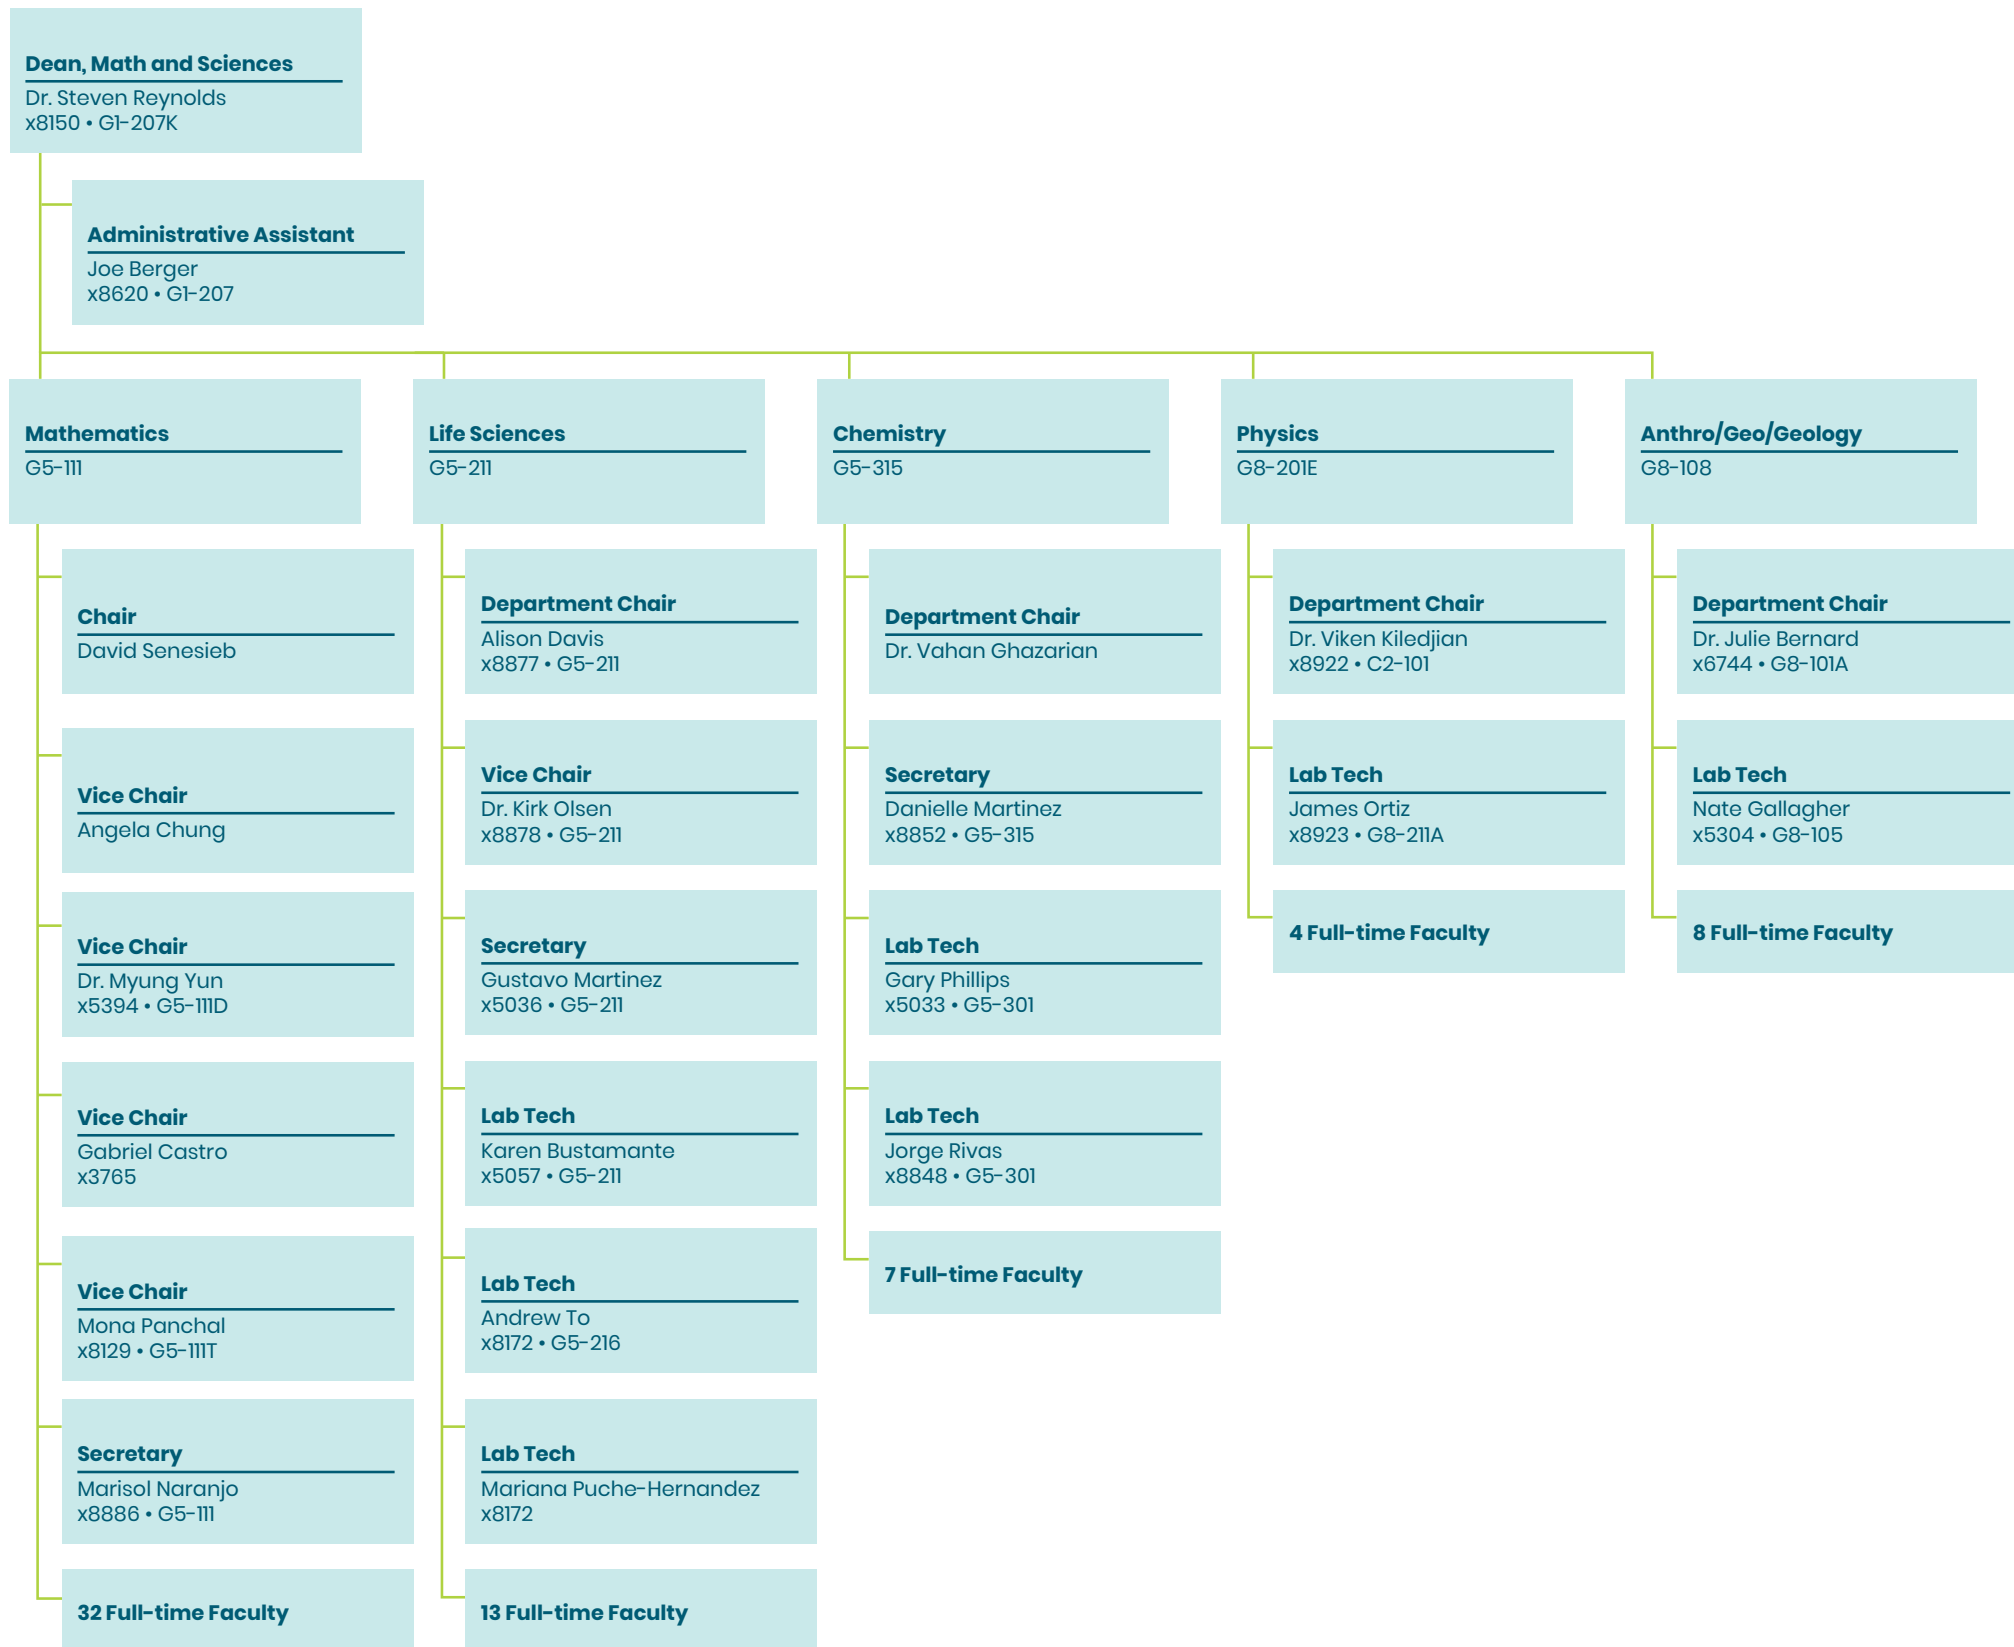 Dean, Math and Sciences
Dr. Steven Reynolds
x8150 • G1-207K
Administrative Assistant
Joe Berger
x8620 • G1-207
Mathematics
G5-111
Chair
David Senesieb
Vice Chair
Angela Chung
Vice Chair
Dr. Myung Yun
x5394 • G5-111D
Vice Chair
Gabriel Castro
x3765
Vice Chair
Mona Panchal
x8129 • G5-111T
Secretary
Marisol Naranjo
x8886 • G5-111
32 Full-time Faculty
Life Sciences
G5-211
Department Chair
Alison Davis
x8877 • G5-211
Vice Chair
Dr. Kirk Olsen
x8878 • G5-211
Secretary
Gustavo Martinez
x5036 • G5-211
Lab Tech
Karen Bustamante
x5057 • G5-211
Lab Tech
Andrew To
x8172 • G5-216
Lab Tech
Mariana Puche-Hernandez
x8172
13 Full-time Faculty
Chemistry
G5-315
Department Chair
Dr. Vahan Ghazarian
Secretary
Danielle Martinez
x8852 • G5-315
Lab Tech
Gary Phillips
x5033 • G5-301
Lab Tech
Jorge Rivas
x8848 • G5-301
7 Full-time Faculty
Physics
G8-201E
Department Chair
Dr. Viken Kiledjian
x8922 • C2-101
Lab Tech
James Ortiz
x8923 • G8-211A
4 Full-time Faculty
Anthro/Geo/Geology
G8-108
Department Chair
Dr. Julie Bernard
x6744 • G8-101A
Lab Tech
Nate Gallagher
x5304 • G8-105
8 Full-time Faculty